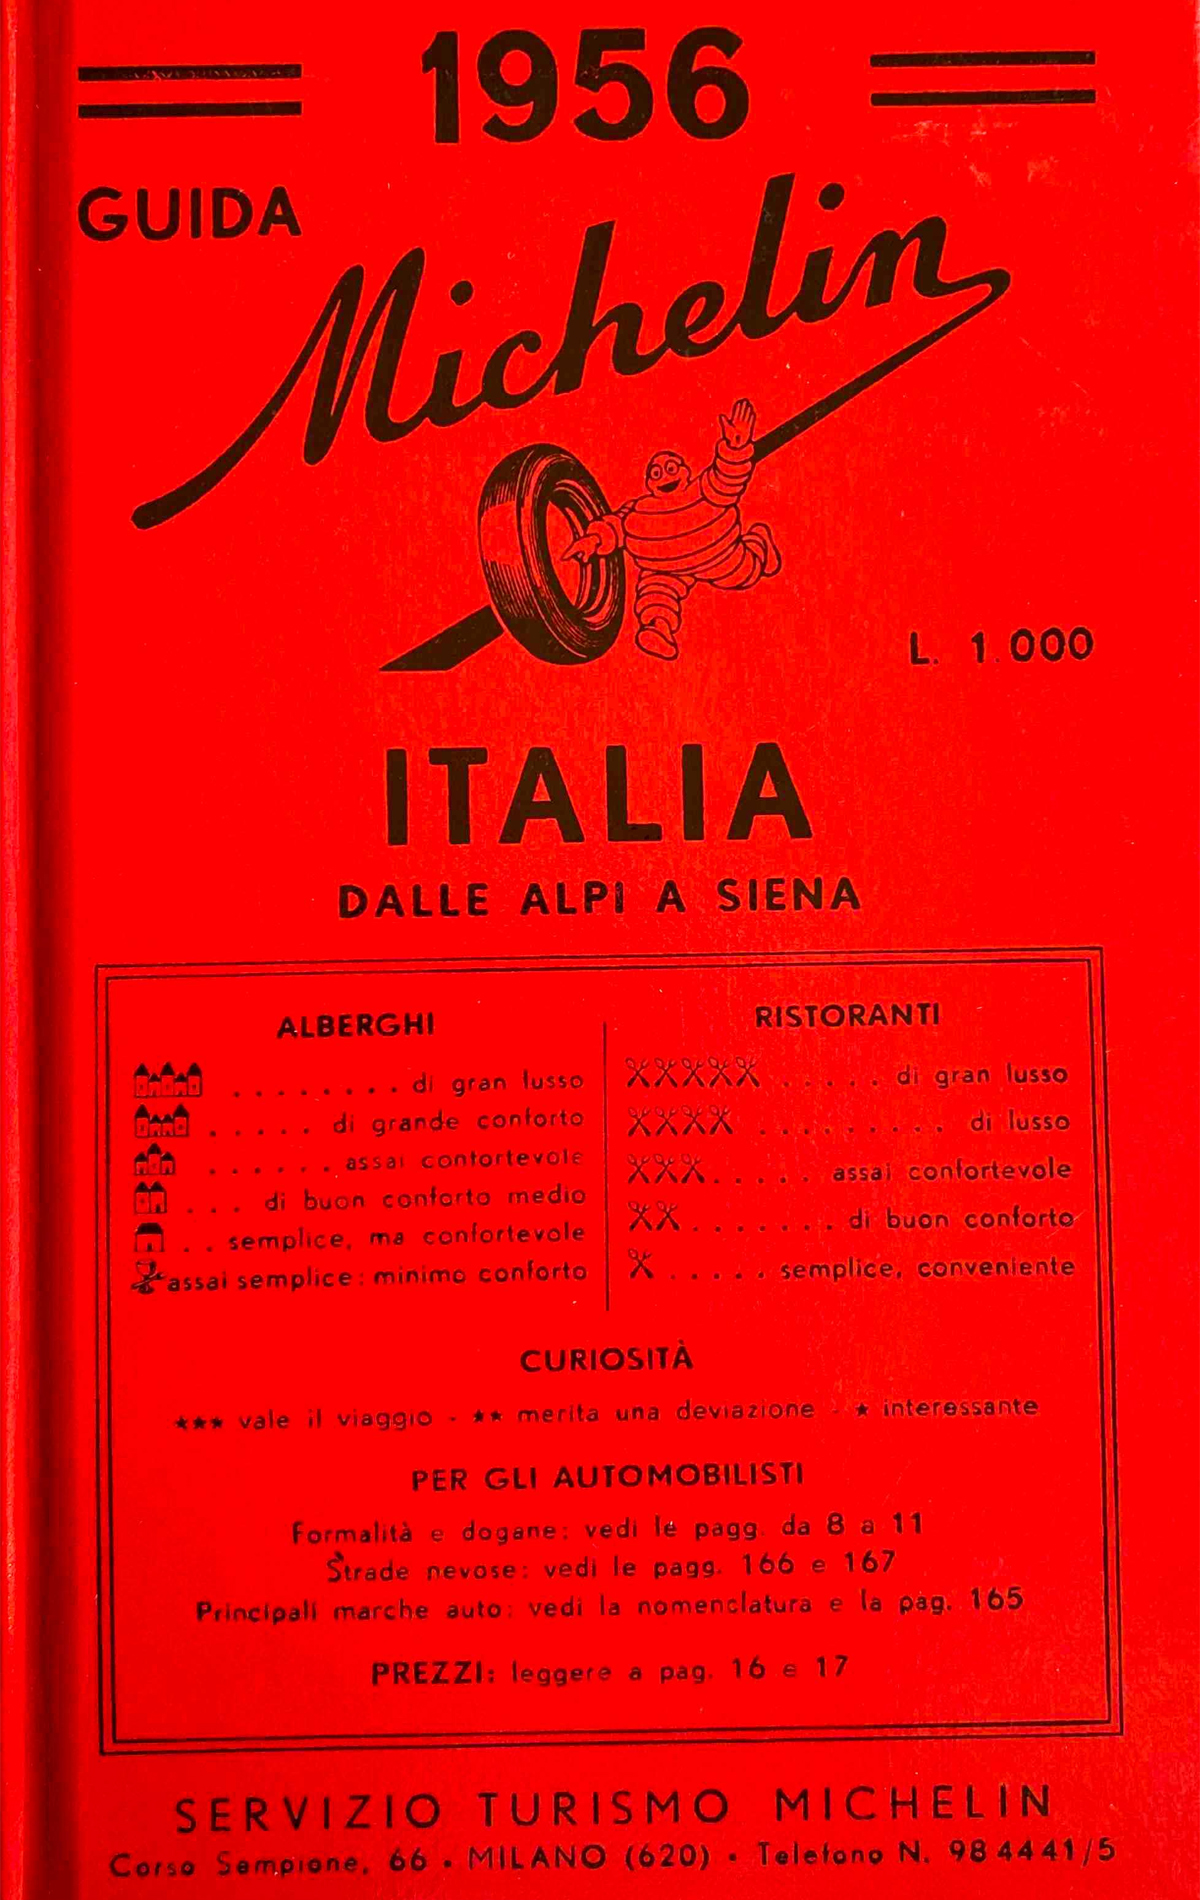 1956
GUIDA
Michelin
L. 1.000
ITALIA
DALLE ALPI A SIENA
ALBERGHI
........ di gran lusso
..... di grande conforto
...... assai confortevole
... di buon conforto medio
.. semplice, ma confortevole
assai semplice: minimo conforto
RISTORANTI
..... di gran lusso
......... di lusso
..... assai confortevole
....... di buon conforto
..... semplice, conveniente
CURIOSITÀ
★★★ vale il viaggio - ★★ merita una deviazione - ★ interessante
PER GLI AUTOMOBILISTI
Formalità e dogane: vedi le pagg. da 8 a 11
Strade nevose: vedi le pagg. 166 e 167
Principali marche auto: vedi la nomenclatura e la pag. 165
PREZZI: leggere a pag. 16 e 17
SERVIZIO TURISMO MICHELIN
Corso Sempione, 66 - MILANO (620) - Telefono N. 98 44 41/5